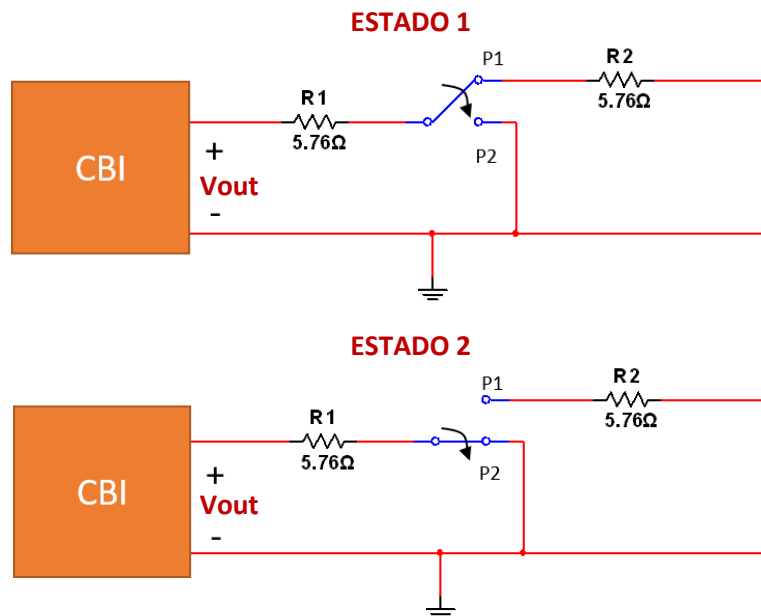 ESTADO 1
P1
R2
5.76Ω
R1
5.76Ω
P2
CBI
+
Vout
-
ESTADO 2
P1
R2
5.76Ω
R1
5.76Ω
P2
CBI
+
Vout
-